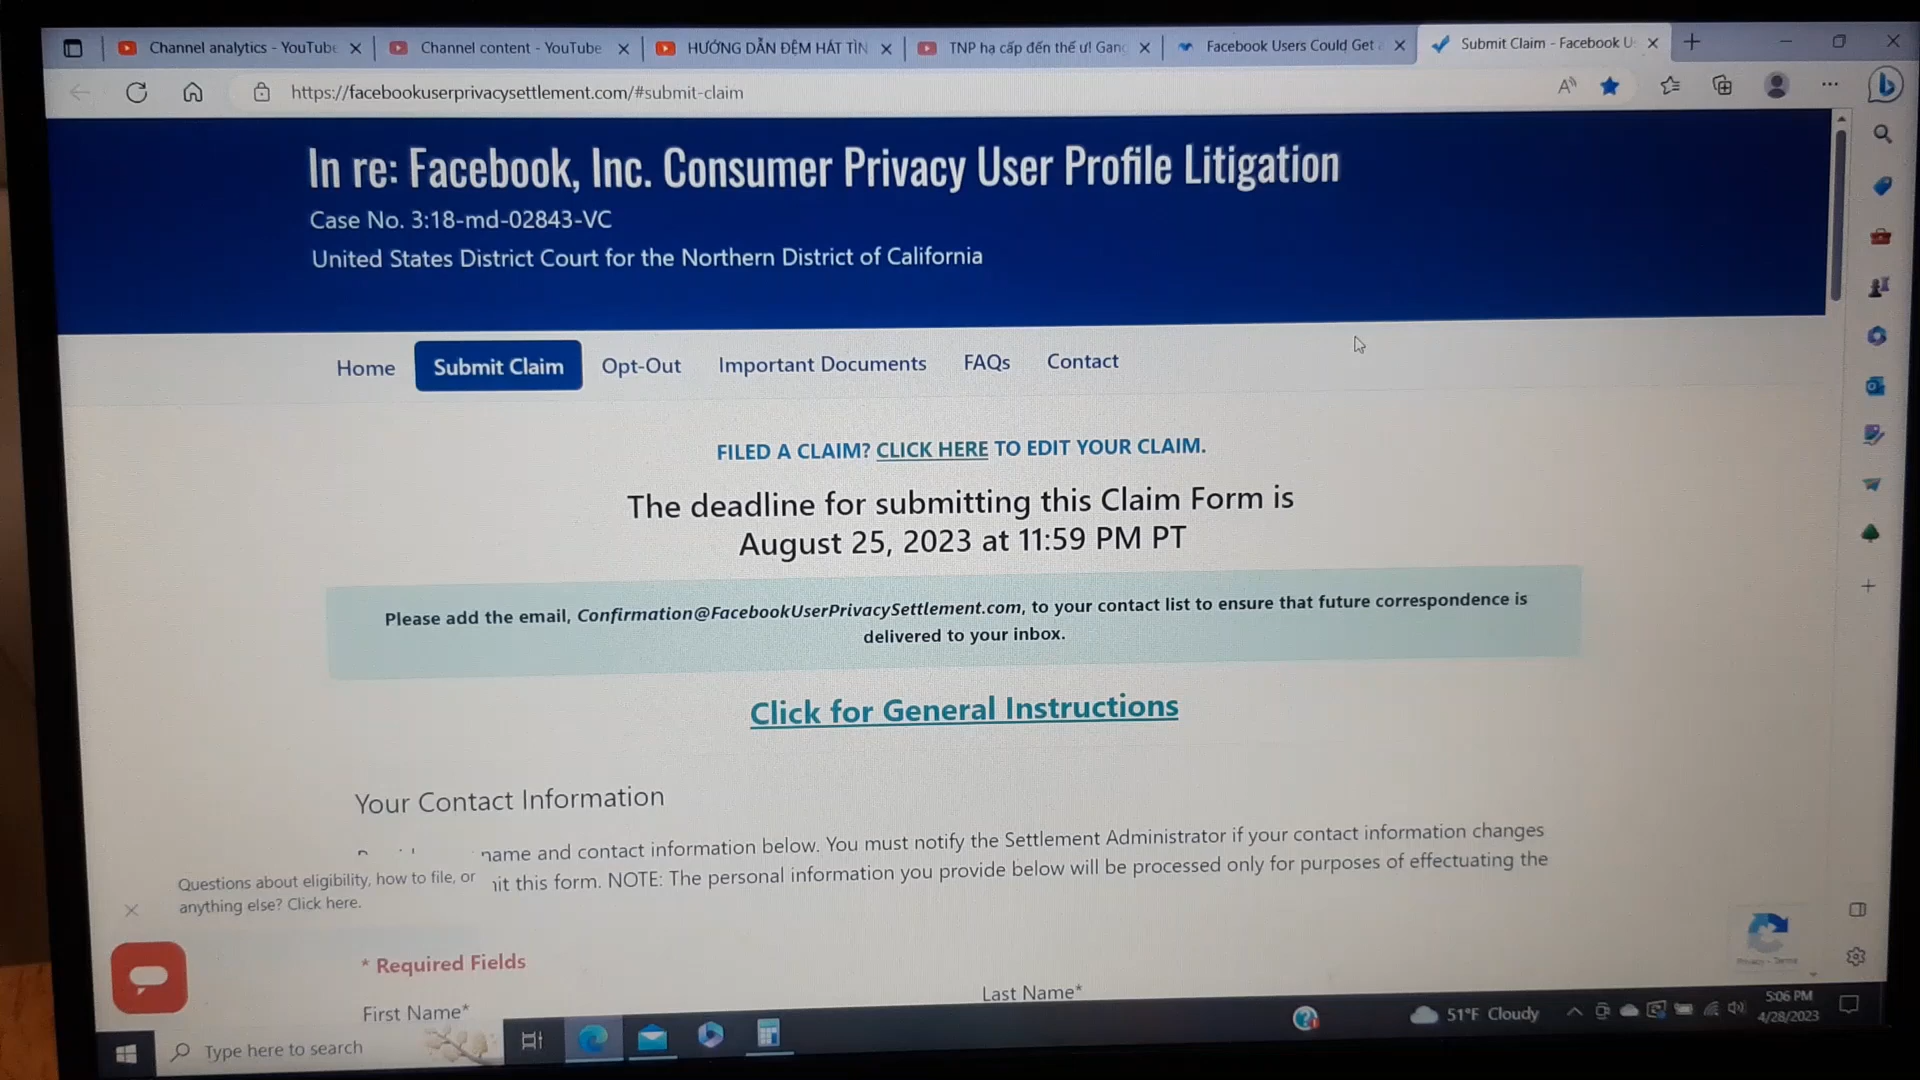 Channel analytics - YouTube
Channel content - YouTube
HƯỚNG DẪN ĐỆM HÁT TÌN
TNP hạ cấp đến thế ư! Gang
Facebook Users Could Get
Submit Claim - Facebook U
https://facebookuserprivacysettlement.com/#submit-claim
In re: Facebook, Inc. Consumer Privacy User Profile Litigation
Case No. 3:18-md-02843-VC
United States District Court for the Northern District of California
Home Submit Claim Opt-Out Important Documents FAQs Contact
FILED A CLAIM? CLICK HERE TO EDIT YOUR CLAIM.
The deadline for submitting this Claim Form is
August 25, 2023 at 11:59 PM PT
Please add the email, Confirmation@FacebookUserPrivacySettlement.com, to your contact list to ensure that future correspondence is
delivered to your inbox.
Click for General Instructions
Your Contact Information
name and contact information below. You must notify the Settlement Administrator if your contact information changes
it this form. NOTE: The personal information you provide below will be processed only for purposes of effectuating the
Questions about eligibility, how to file, or
anything else? Click here.
* Required Fields
First Name*
Last Name*
Privacy - Terms
Type here to search
51°F Cloudy
5:06 PM
4/28/2023